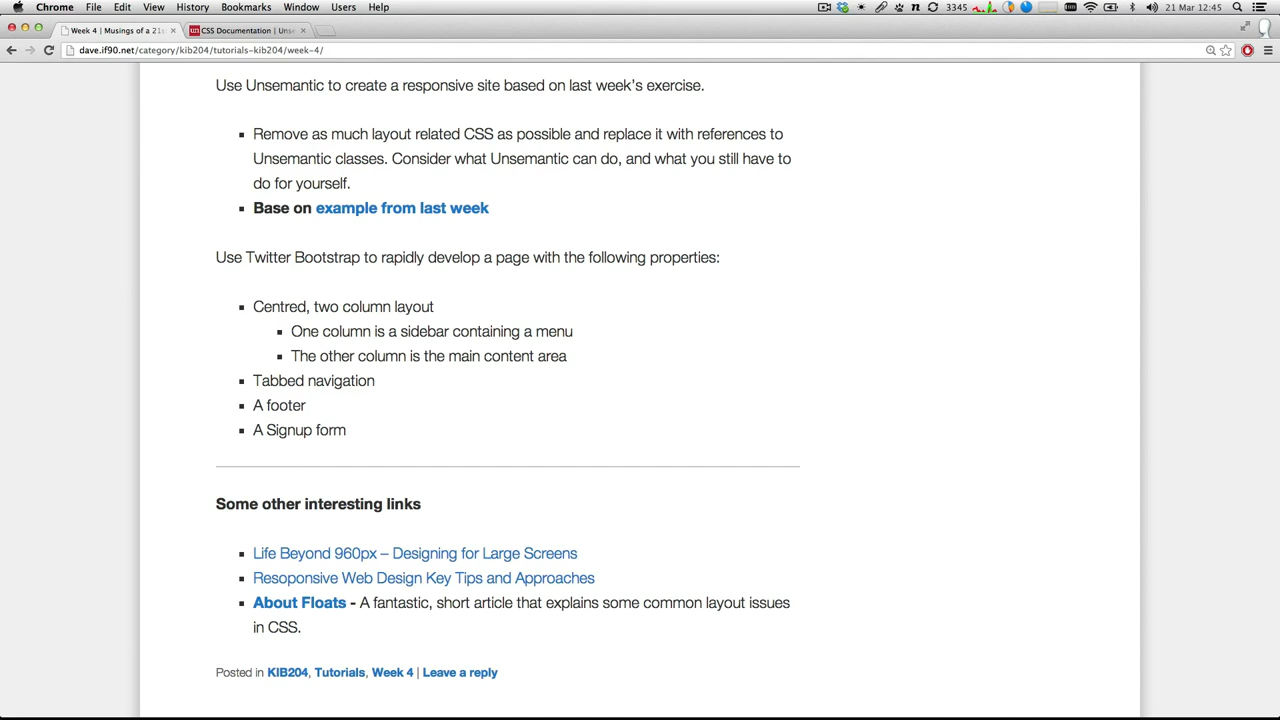 Chrome File Edit View History Bookmarks Window Users Help 3345 21 Mar 12:45
Week 4 | Musings of a 21s un CSS Documentation | Uns
dave.if90.net/category/kib204/tutorials-kib204/week-4/
Use Unsemantic to create a responsive site based on last week's exercise.
Remove as much layout related CSS as possible and replace it with references to
Unsemantic classes. Consider what Unsemantic can do, and what you still have to
do for yourself.
Base on example from last week
Use Twitter Bootstrap to rapidly develop a page with the following properties:
Centred, two column layout
One column is a sidebar containing a menu
The other column is the main content area
Tabbed navigation
A footer
A Signup form
Some other interesting links
Life Beyond 960px – Designing for Large Screens
Resoponsive Web Design Key Tips and Approaches
About Floats - A fantastic, short article that explains some common layout issues
in CSS.
Posted in KIB204, Tutorials, Week 4 | Leave a reply